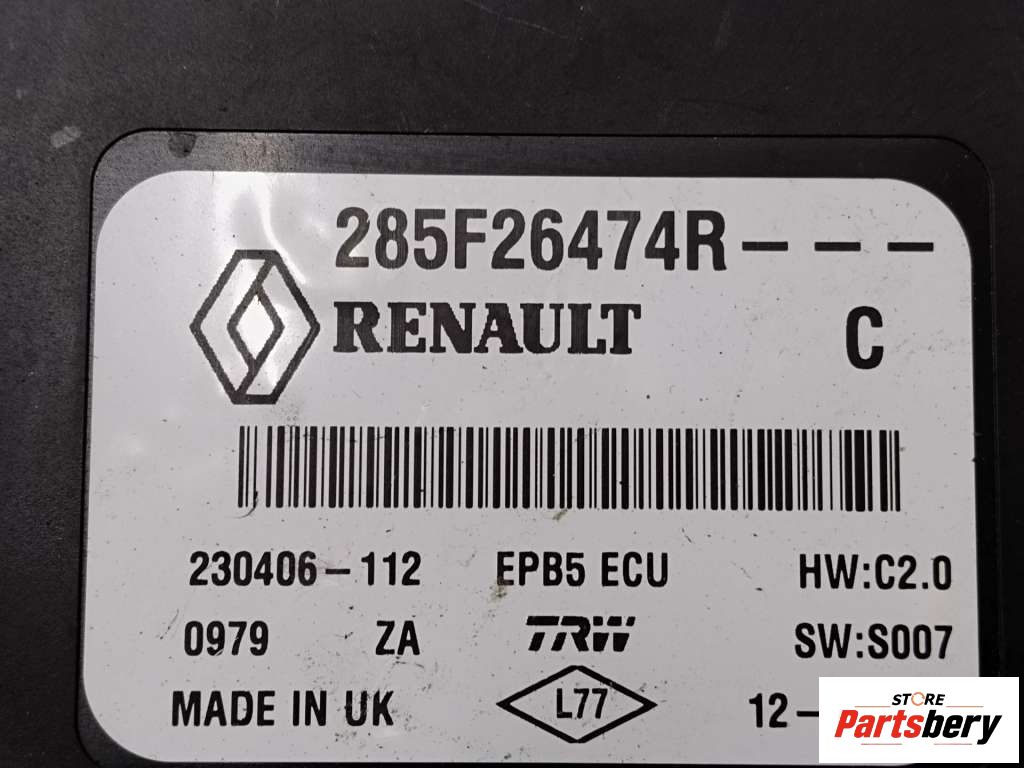 285F26474R– – –
RENAULT C
230406–112 EPB5 ECU HW:C2.0
0979 ZA TRW SW:S007
MADE IN UK L77 12–
STORE
Partsbery